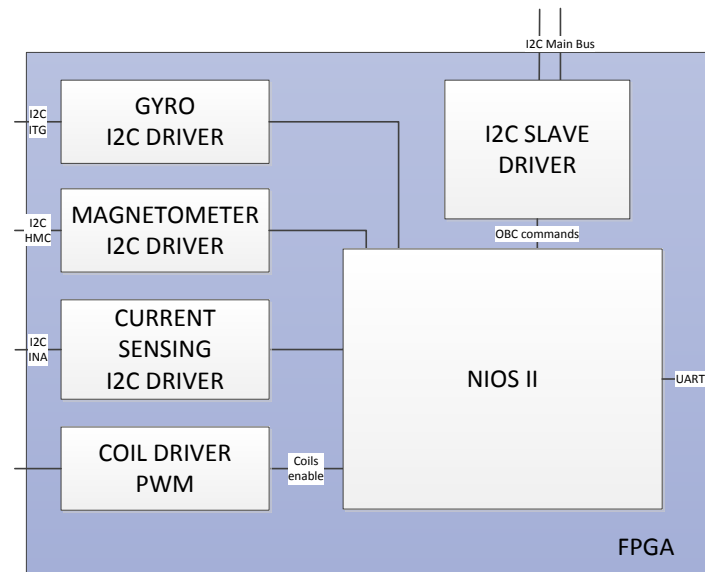 I2C Main Bus
GYRO
I2C DRIVER
I2C
ITG
I2C SLAVE
DRIVER
MAGNETOMETER
I2C DRIVER
I2C
HMC
OBC commands
CURRENT
SENSING
I2C DRIVER
I2C
INA
NIOS II
UART
COIL DRIVER
PWM
Coils
enable
FPGA